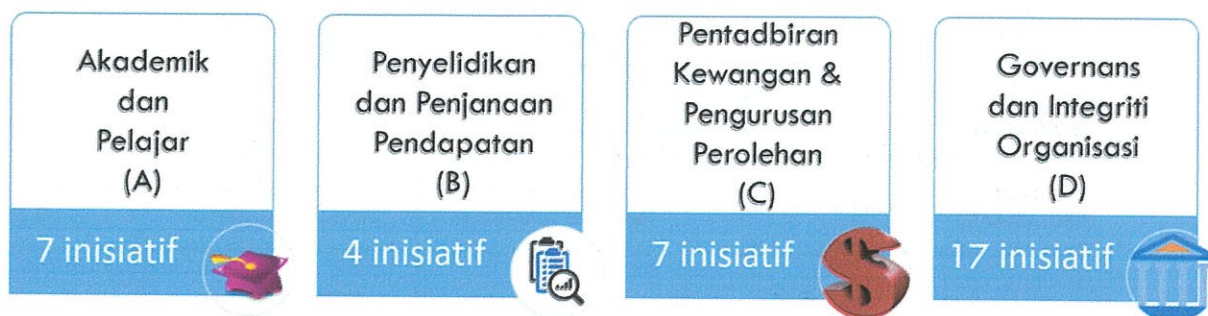 Akademik
dan
Pelajar
(A)
7 inisiatif
Penyelidikan
dan Penjanaan
Pendapatan
(B)
4 inisiatif
Pentadbiran
Kewangan &
Pengurusan
Perolehan
(C)
7 inisiatif
Governans
dan Integriti
Organisasi
(D)
17 inisiatif